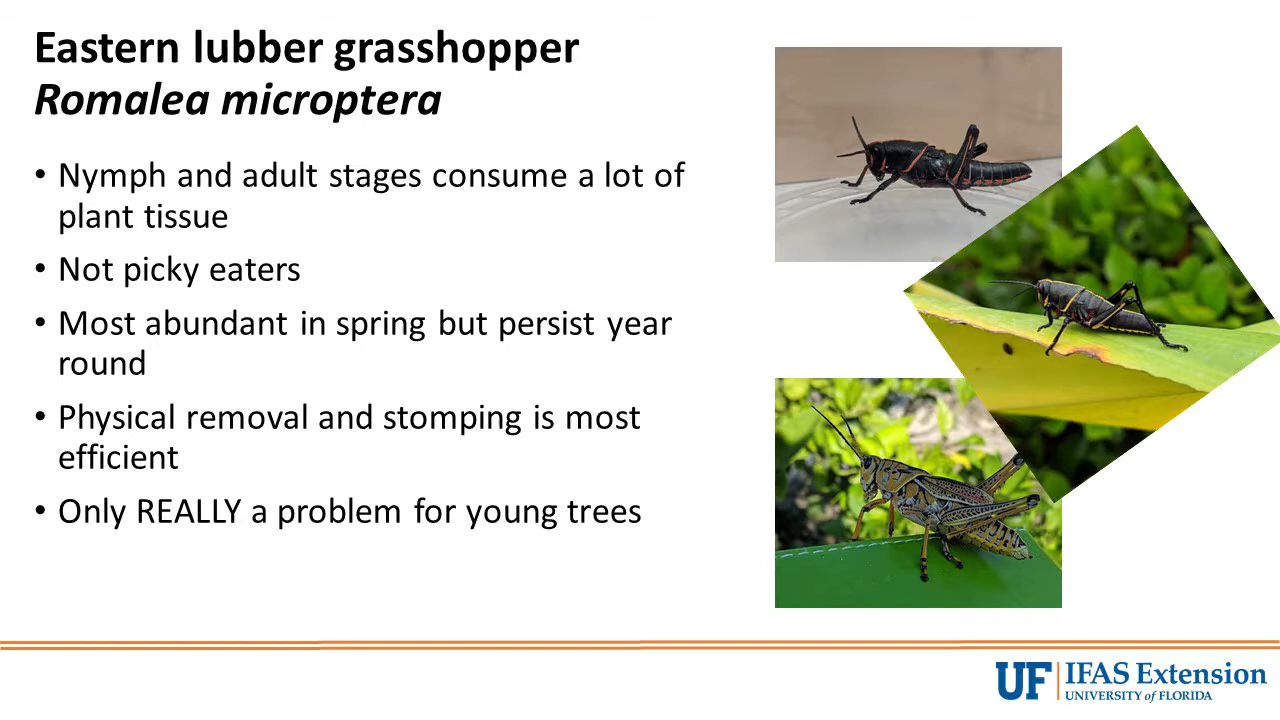 Eastern lubber grasshopper
Romalea microptera
• Nymph and adult stages consume a lot of
plant tissue
• Not picky eaters
• Most abundant in spring but persist year
round
• Physical removal and stomping is most
efficient
• Only REALLY a problem for young trees
UF IFAS Extension
UNIVERSITY of FLORIDA